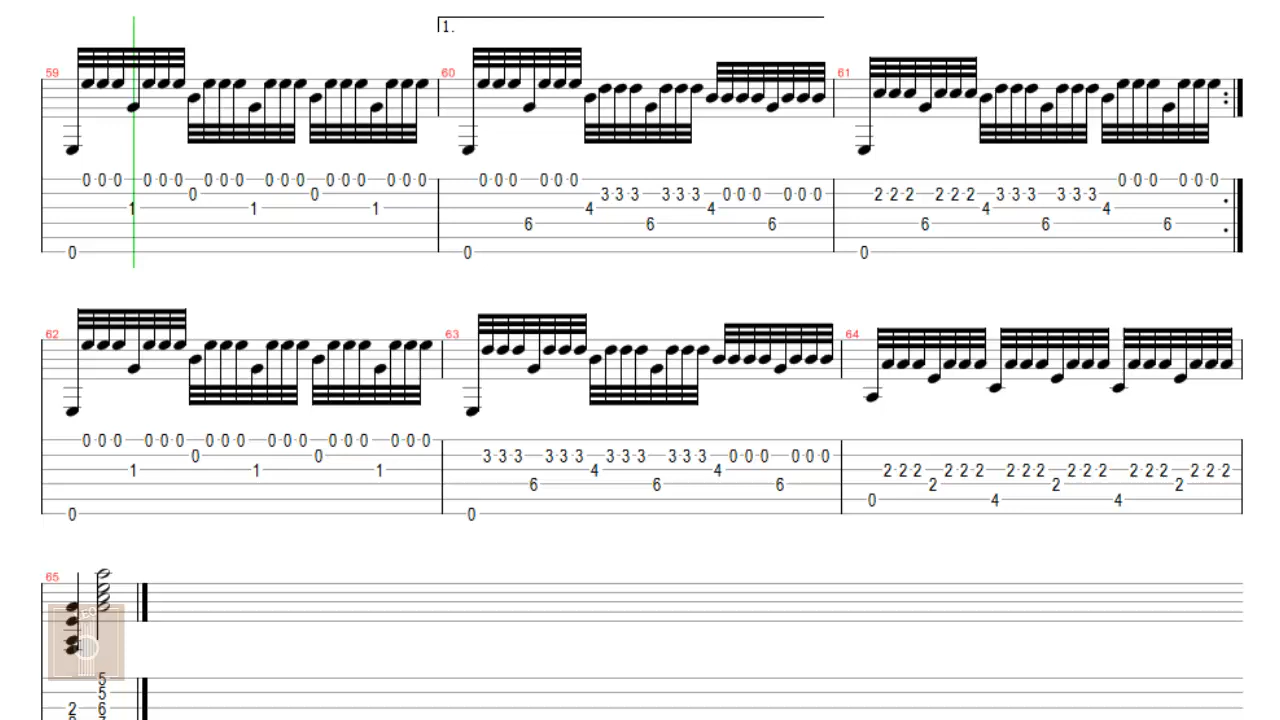 1.
59 60 61
0 0 0 0 0 0 0 0 0 0 0 0 0 0 0 0 0 0 0 0 0 0 0 0 0 0 0 0 0 0
0 0 3 3 3 3 3 3 0 0 0 0 0 0 2 2 2 2 2 2 3 3 3 3 3 3
1 1 1 4 4 4 4
6 6 6 6 6 6
0 0 0
62 63 64
0 0 0 0 0 0 0 0 0 0 0 0 0 0 0 0 0 0
0 0 3 3 3 3 3 3 3 3 3 3 3 3 0 0 0 0 0 0
1 1 1 4 4 2 2 2 2 2 2 2 2 2 2 2 2 2 2 2 2 2 2
6 6 6 2 2 2
0 4 4
0 0
65
5
5
2 6